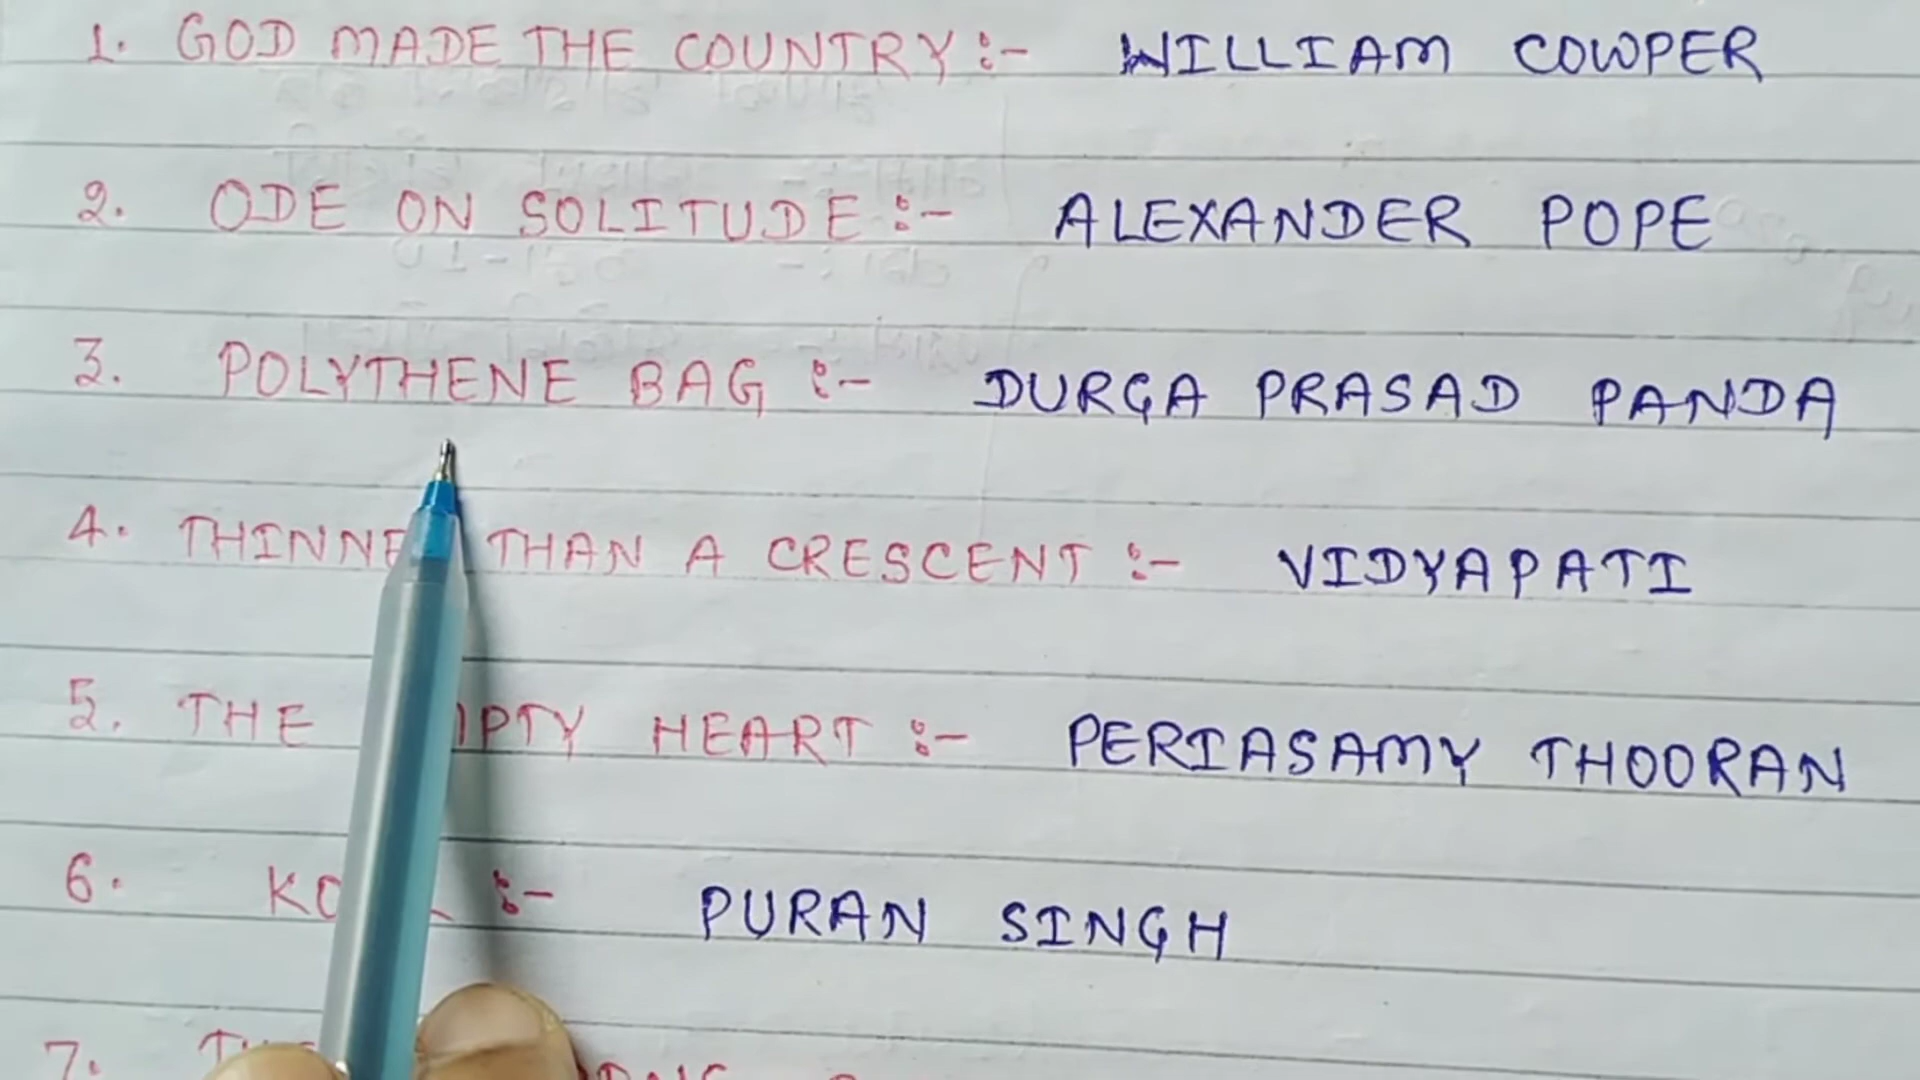 1. GOD MADE THE COUNTRY :- WILLIAM COWPER
2. ODE ON SOLITUDE :- ALEXANDER POPE
3. POLYTHENE BAG :- DURGA PRASAD PANDA
4. THAN A CRESCENT :- VIDYAPATI
5. THE HEART :- PERIASAMY THOORAN
6. :- PURAN SINGH
7.